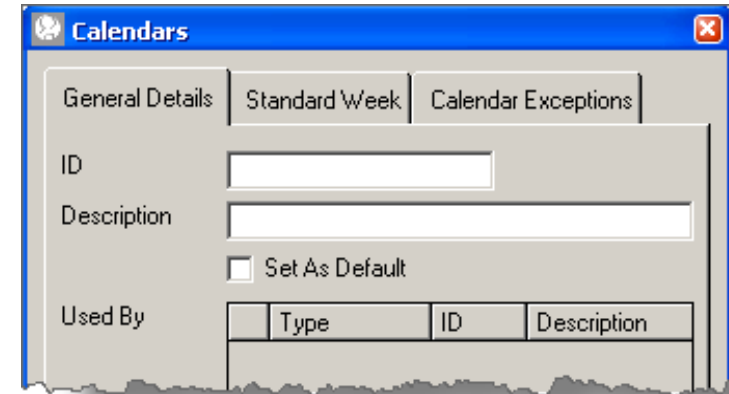 Calendars
General Details Standard Week Calendar Exceptions
ID
Description
Set As Default
Used By Type ID Description